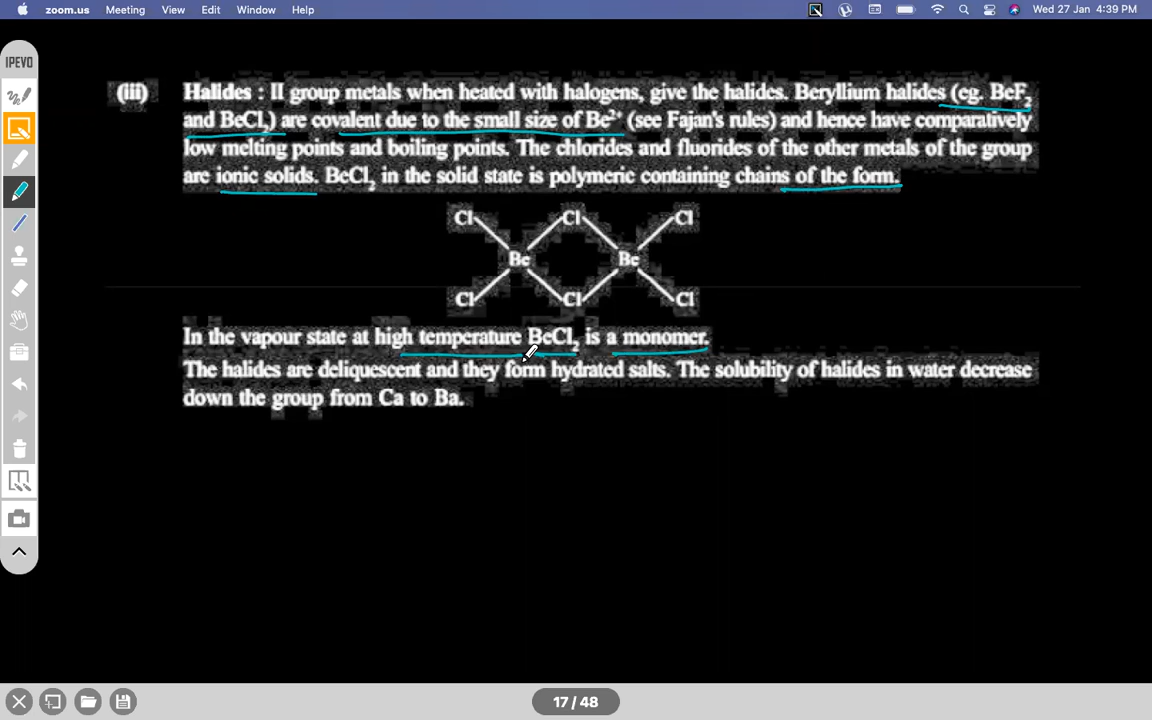 zoom.us Meeting View Edit Window Help Wed 27 Jan 4:39 PM
IPEVO
(iii) Halides : II group metals when heated with halogens, give the halides. Beryllium halides (eg. BeF₂
and BeCl₂) are covalent due to the small size of Be²⁺ (see Fajan's rules) and hence have comparatively
low melting points and boiling points. The chlorides and fluorides of the other metals of the group
are ionic solids. BeCl₂ in the solid state is polymeric containing chains of the form.
Cl Cl Cl
Be Be
Cl Cl Cl
In the vapour state at high temperature BeCl₂ is a monomer.
The halides are deliquescent and they form hydrated salts. The solubility of halides in water decrease
down the group from Ca to Ba.
17 / 48